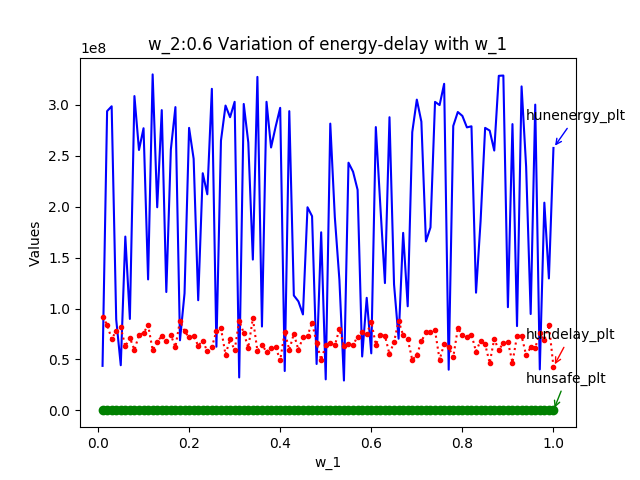 w_2:0.6 Variation of energy-delay with w_1
1e8
3.0
2.5
2.0
1.5
1.0
0.5
0.0
Values
hunenergy_plt
hundelay_plt
hunsafe_plt
0.0
0.2
0.4
0.6
0.8
1.0
w_1